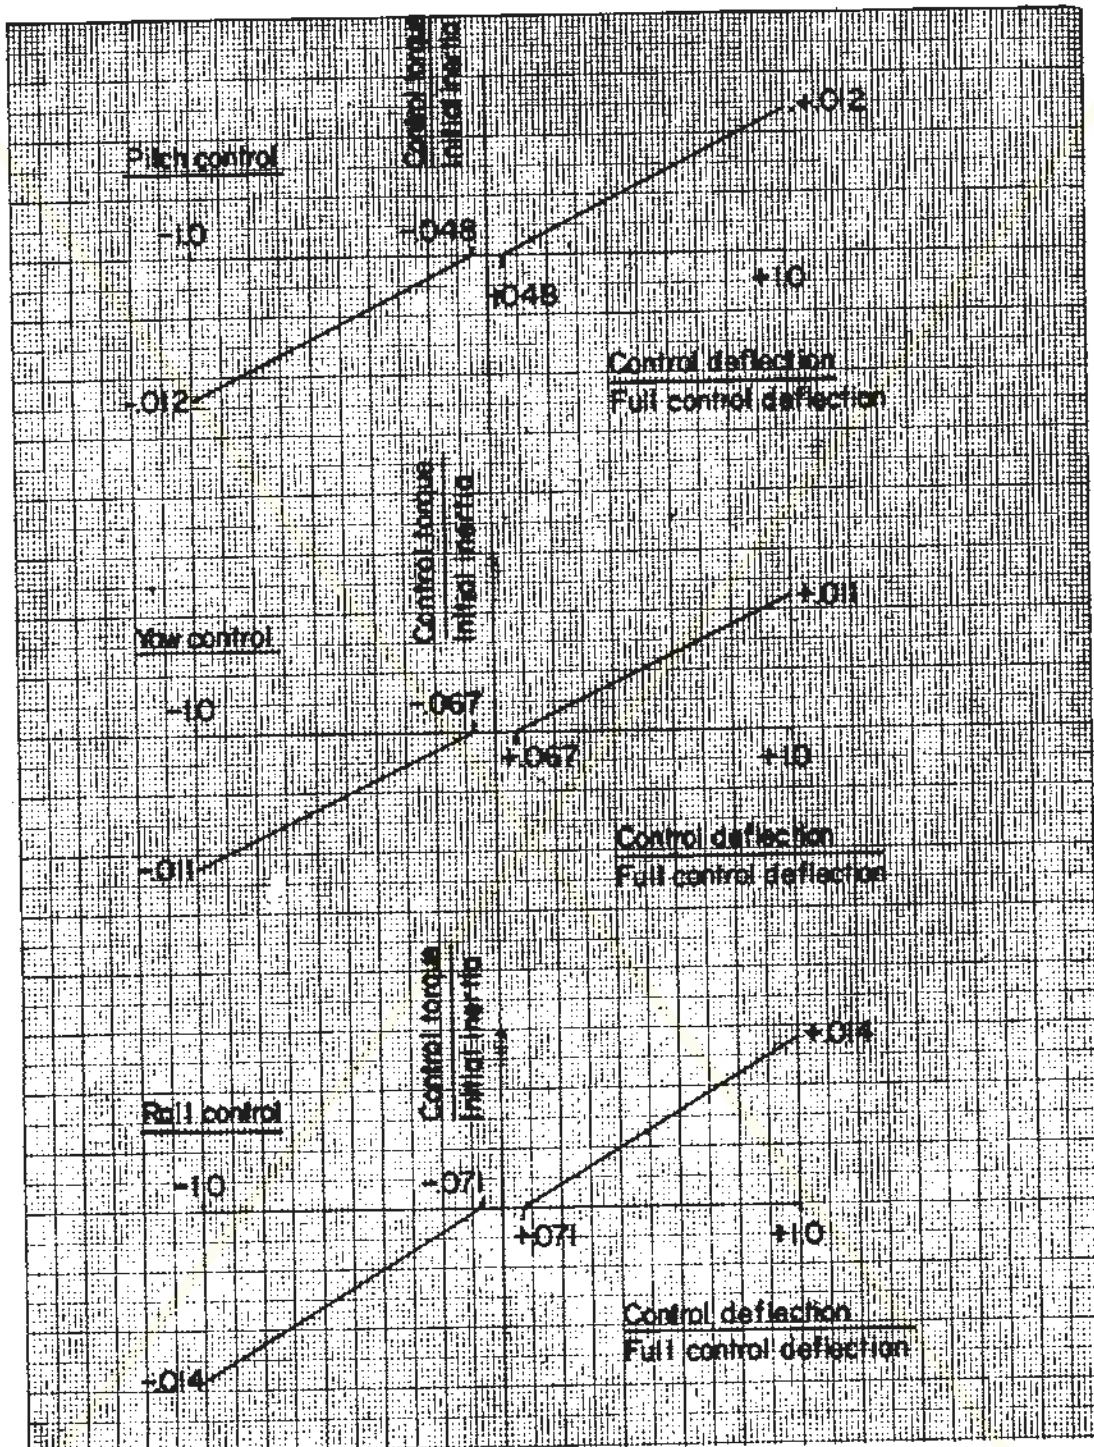 Control torque
Initial inertia
+.012
Pitch control
-1.0
-.048
+.048
+1.0
Control deflection
Full control deflection
-.012
Control torque
Initial inertia
+.011
Yaw control
-1.0
-.067
+.067
+1.0
Control deflection
Full control deflection
-.011
Control torque
Initial inertia
+.014
Roll control
-1.0
-.071
+.071
+1.0
Control deflection
Full control deflection
-.014